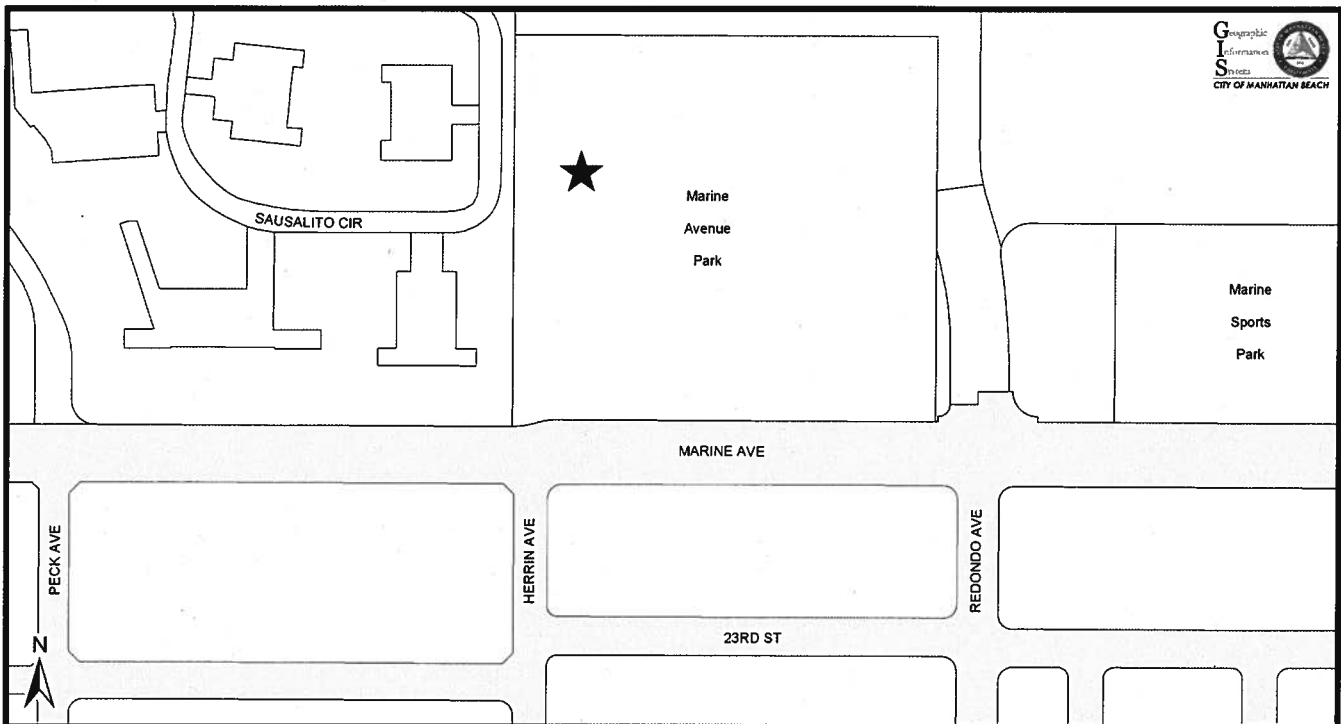 Geographic
Information
Systems
CITY OF MANHATTAN BEACH
SAUSALITO CIR
Marine
Avenue
Park
Marine
Sports
Park
MARINE AVE
PECK AVE
HERRIN AVE
REDONDO AVE
23RD ST
N